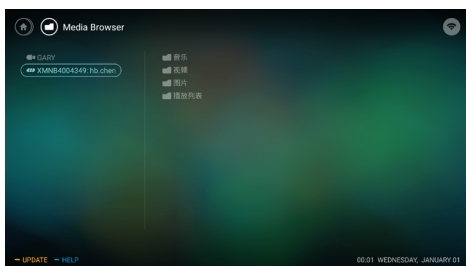 Media Browser
GARY
XMNB4004349: hb.chen
音乐
视频
图片
播放列表
UPDATE HELP
00:01 WEDNESDAY, JANUARY 01